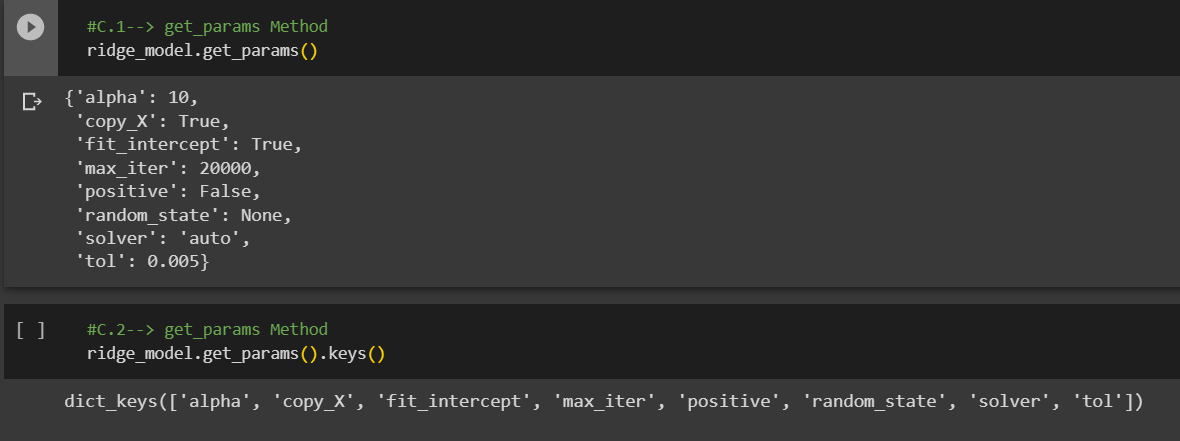 #C.1--> get_params Method
ridge_model.get_params()
{'alpha': 10,
 'copy_X': True,
 'fit_intercept': True,
 'max_iter': 20000,
 'positive': False,
 'random_state': None,
 'solver': 'auto',
 'tol': 0.005}
[ ] #C.2--> get_params Method
ridge_model.get_params().keys()
dict_keys(['alpha', 'copy_X', 'fit_intercept', 'max_iter', 'positive', 'random_state', 'solver', 'tol'])